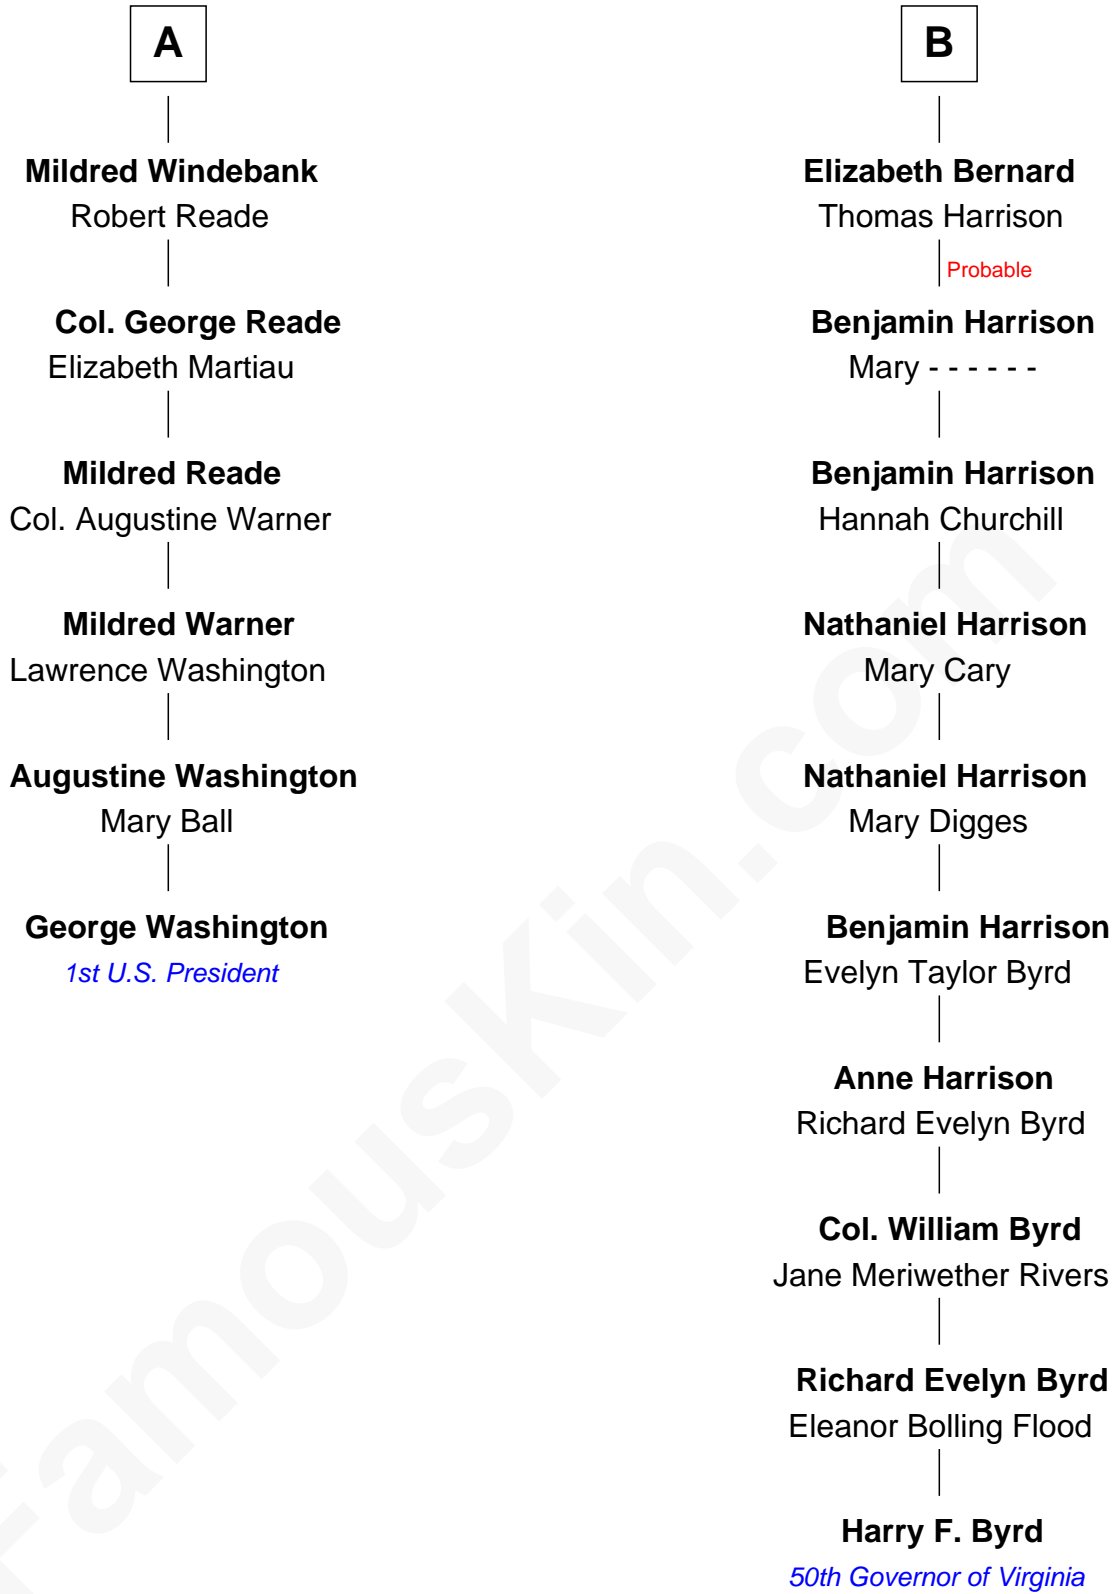 A
Mildred Windebank
Robert Reade
Col. George Reade
Elizabeth Martiau
Mildred Reade
Col. Augustine Warner
Mildred Warner
Lawrence Washington
Augustine Washington
Mary Ball
George Washington
1st U.S. President
B
Elizabeth Bernard
Thomas Harrison
Probable
Benjamin Harrison
Mary - - - - - -
Benjamin Harrison
Hannah Churchill
Nathaniel Harrison
Mary Cary
Nathaniel Harrison
Mary Digges
Benjamin Harrison
Evelyn Taylor Byrd
Anne Harrison
Richard Evelyn Byrd
Col. William Byrd
Jane Meriwether Rivers
Richard Evelyn Byrd
Eleanor Bolling Flood
Harry F. Byrd
50th Governor of Virginia
FamousKin.com